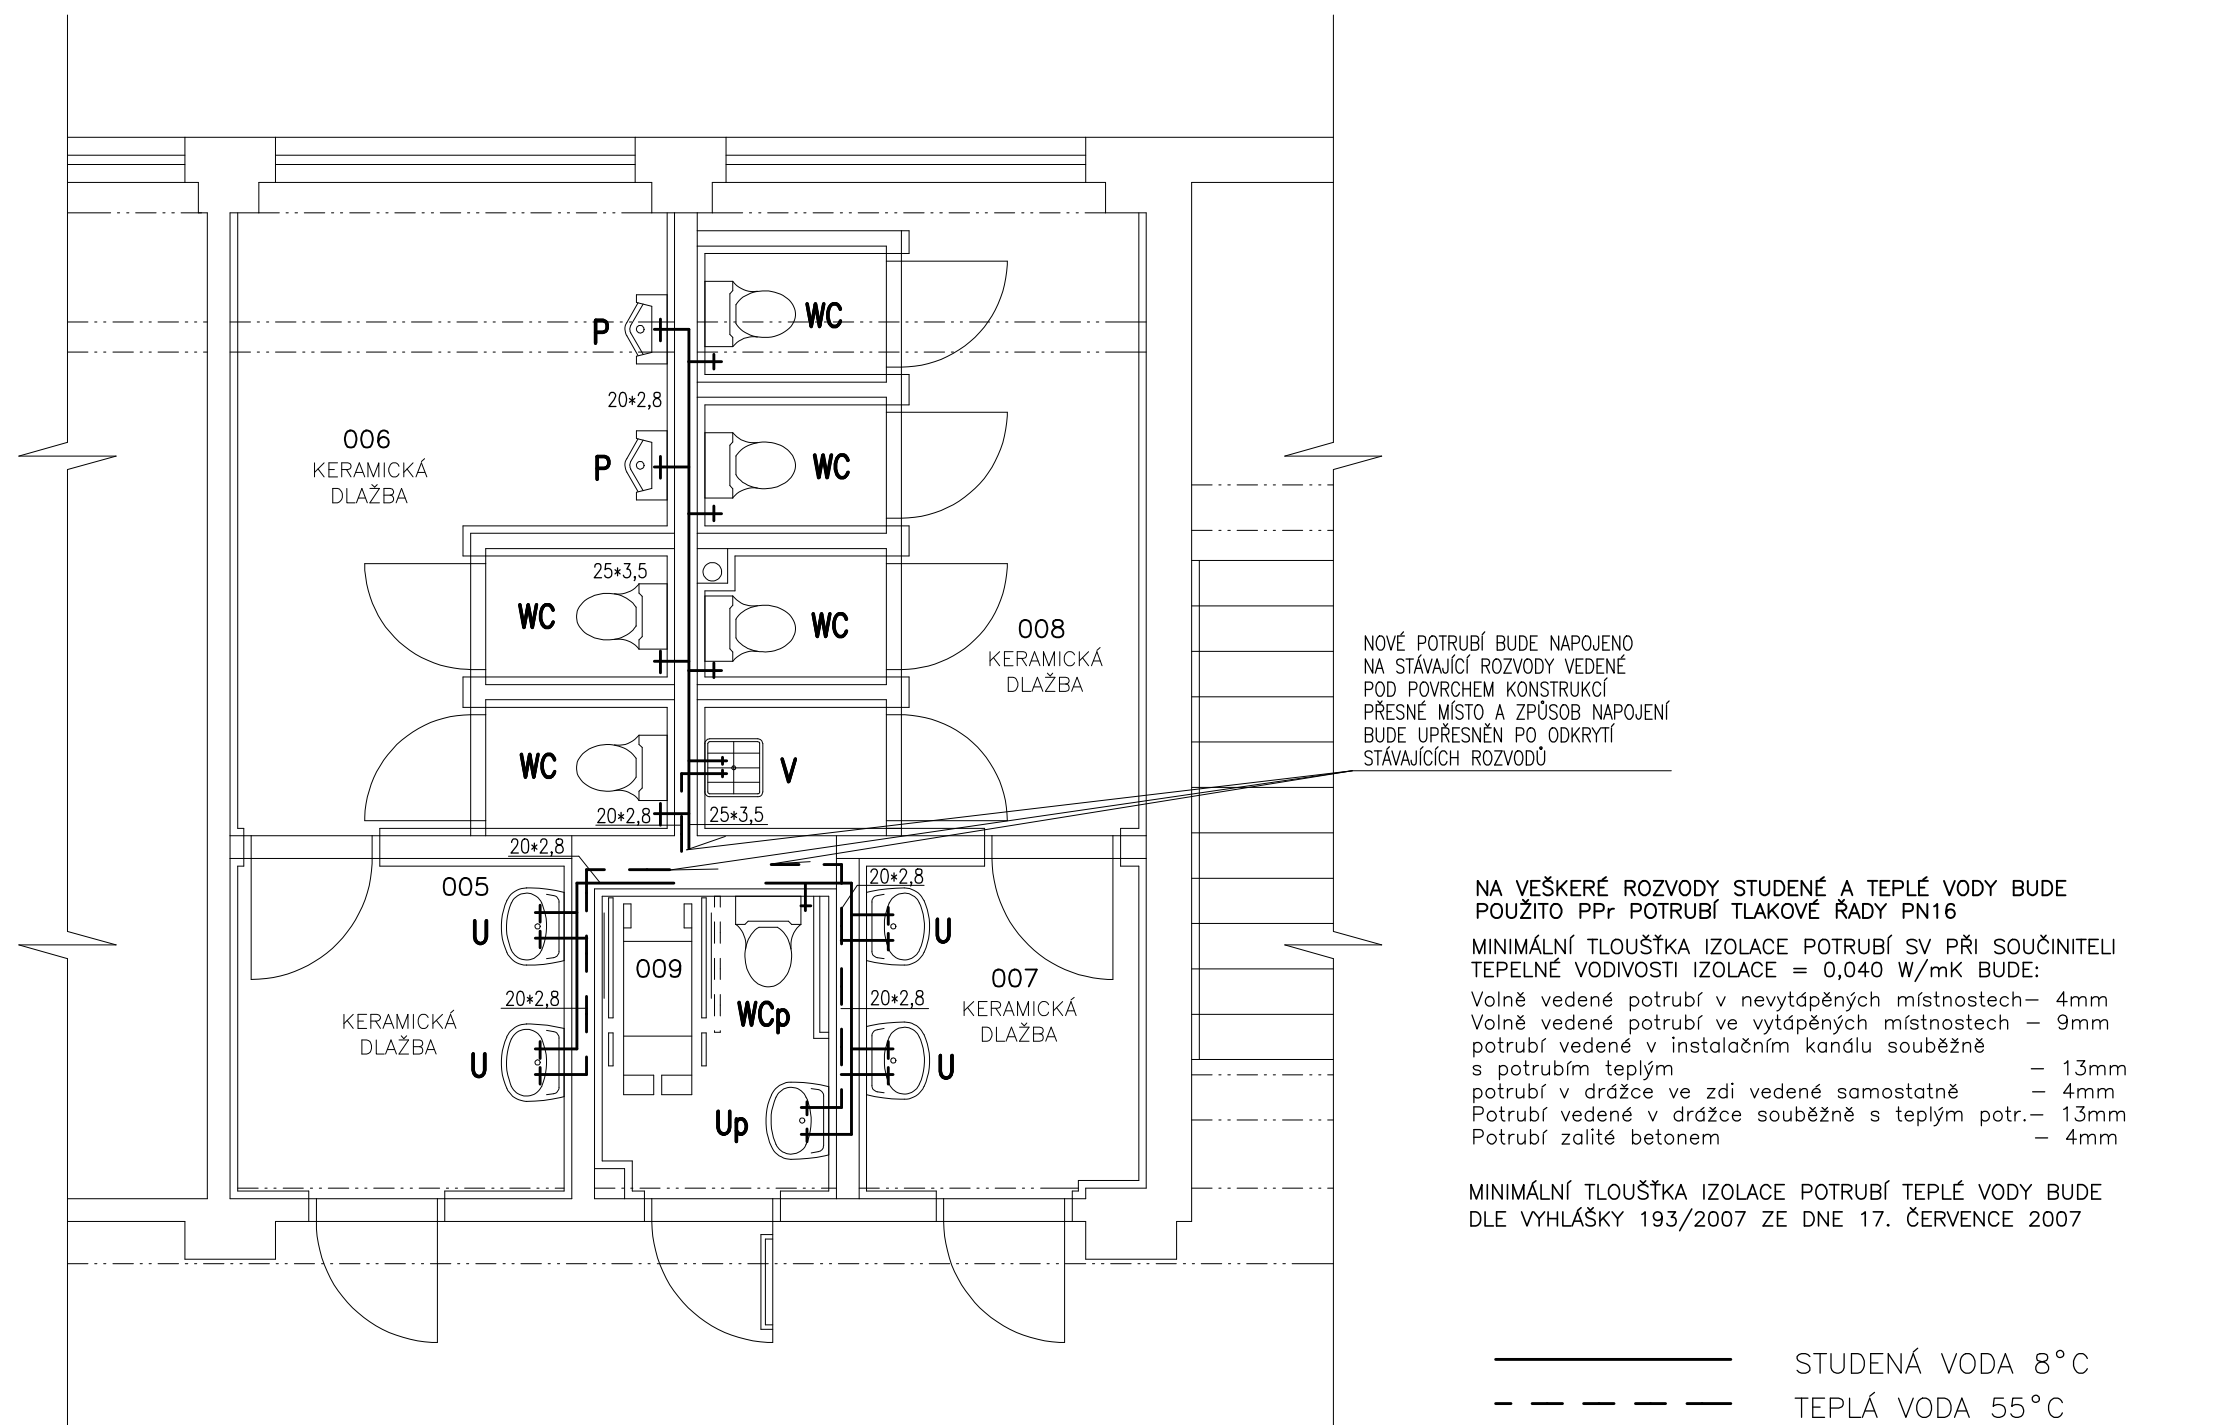 WC
P
20*2,8
WC
P
006
KERAMICKÁ
DLAŽBA
25*3,5
WC
WC
008
KERAMICKÁ
DLAŽBA
WC
V
20*2,8
25*3,5
20*2,8
NOVÉ POTRUBÍ BUDE NAPOJENO
NA STÁVAJÍCÍ ROZVODY VEDENÉ
POD POVRCHEM KONSTRUKCÍ
PŘESNÉ MÍSTO A ZPŮSOB NAPOJENÍ
BUDE UPŘESNĚN PO ODKRYTÍ
STÁVAJÍCÍCH ROZVODŮ
005
U
20*2,8
U
009
20*2,8
U
007
KERAMICKÁ
DLAŽBA
20*2,8
WCp
KERAMICKÁ
DLAŽBA
U
U
Up
NA VEŠKERÉ ROZVODY STUDENÉ A TEPLÉ VODY BUDE
POUŽITO PPr POTRUBÍ TLAKOVÉ ŘADY PN16
MINIMÁLNÍ TLOUŠŤKA IZOLACE POTRUBÍ SV PŘI SOUČINITELI
TEPELNÉ VODIVOSTI IZOLACE = 0,040 W/mK BUDE:
Volně vedené potrubí v nevytápěných místnostech– 4mm
Volně vedené potrubí ve vytápěných místnostech – 9mm
potrubí vedené v instalačním kanálu souběžně
s potrubím teplým – 13mm
potrubí v drážce ve zdi vedené samostatně – 4mm
Potrubí vedené v drážce souběžně s teplým potr.– 13mm
Potrubí zalité betonem – 4mm
MINIMÁLNÍ TLOUŠŤKA IZOLACE POTRUBÍ TEPLÉ VODY BUDE
DLE VYHLÁŠKY 193/2007 ZE DNE 17. ČERVENCE 2007
STUDENÁ VODA 8°C
TEPLÁ VODA 55°C